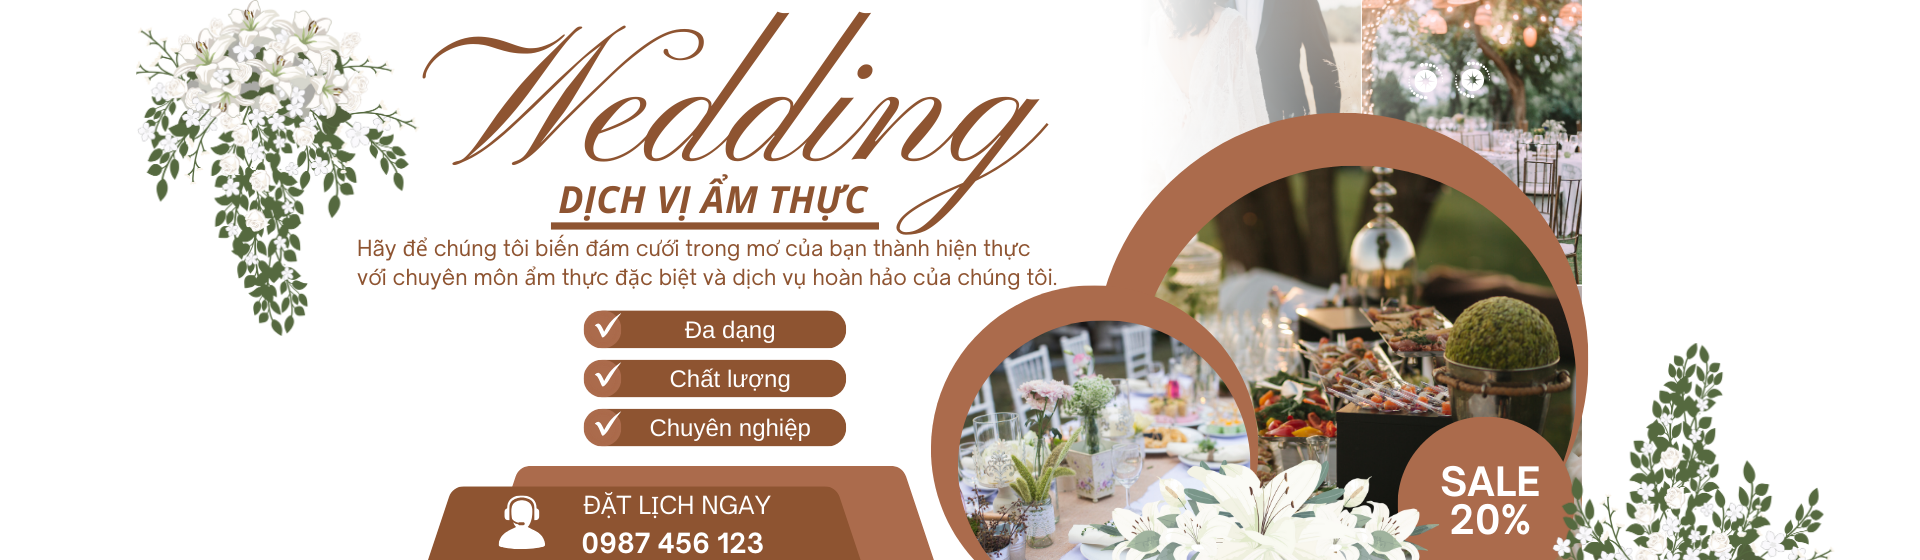 Wedding
DỊCH VỊ ẨM THỰC
Hãy để chúng tôi biến đám cưới trong mơ của bạn thành hiện thực
với chuyên môn ẩm thực đặc biệt và dịch vụ hoàn hảo của chúng tôi.
Đa dạng
Chất lượng
Chuyên nghiệp
ĐẶT LỊCH NGAY
0987 456 123
SALE
20%